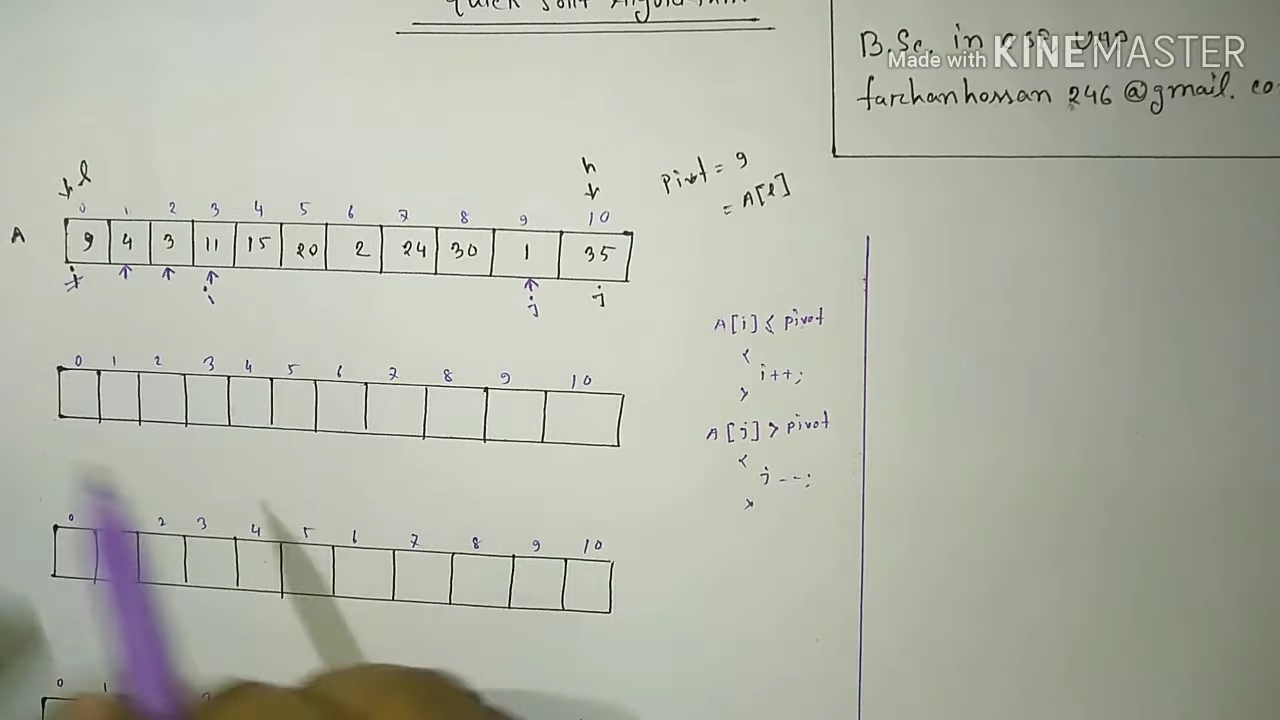 B.Sc. in
Made with KINEMASTER
farhanhossan 246 @gmail. co
l
h
Pivot = 9
= A[l]
0 1 2 3 4 5 6 7 8 9 10
A 9 4 3 11 15 20 2 24 30 1 35
i j j
A[i] ≤ pivot
{
i++;
}
A[j] > pivot
{
j--;
}
0 1 2 3 4 5 6 7 8 9 10
0 2 3 4 5 6 7 8 9 10
0 1